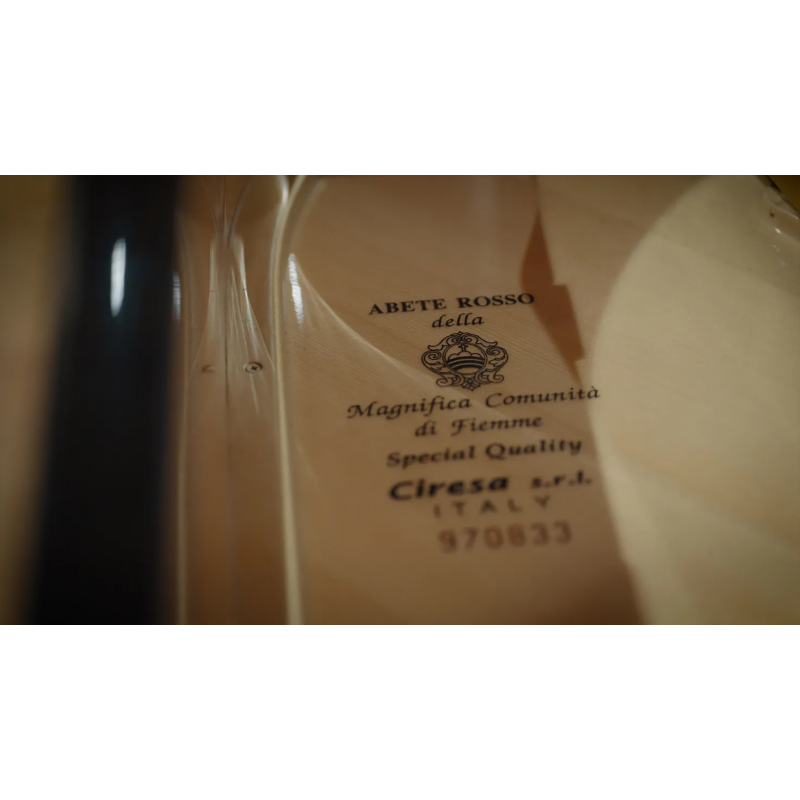 ABETE ROSSO
della
Magnifica Comunità
di Fiemme
Special Quality
Ciresa s.r.l.
ITALY
970833